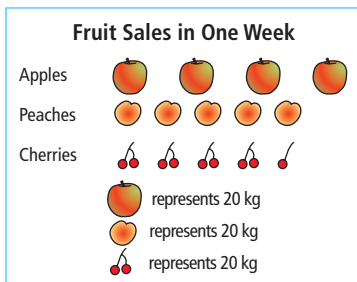 Fruit Sales in One Week
Apples
Peaches
Cherries
represents 20 kg
represents 20 kg
represents 20 kg